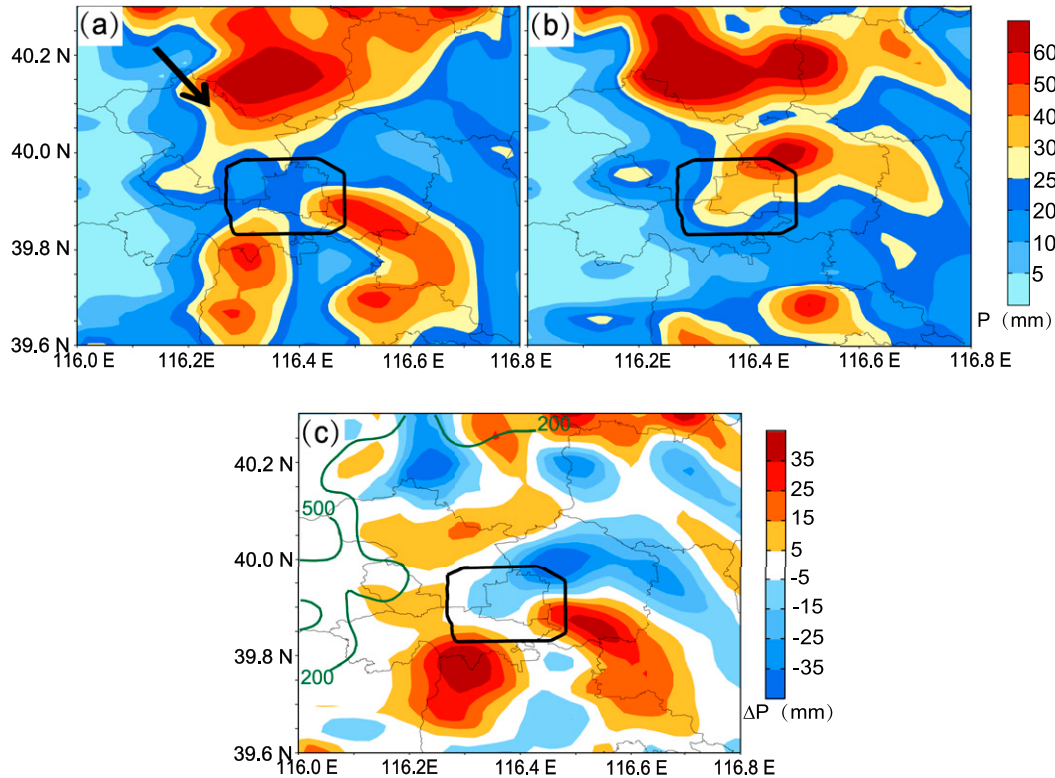 (a)
(b)
40.2 N
40.0 N
39.8 N
39.6 N
116.0 E
116.2E
116.4 E
116.6 E
116.8 E
116.2E
116.4 E
116.6 E
116.8 E
60
50
40
30
25
20
10
5
P (mm)
(c)
200
500
200
40.2 N
40.0 N
39.8 N
39.6 N
116.0 E
116.2 E
116.4 E
116.6 E
116.8 E
35
25
15
5
-5
-15
-25
-35
ΔP (mm)